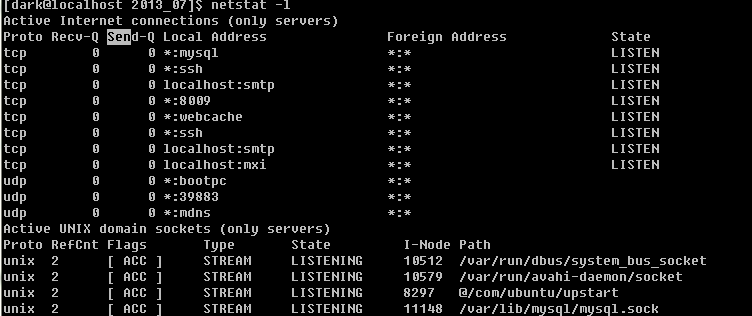 [dark@localhost 2013_07]$ netstat -l
Active Internet connections (only servers)
Proto Recv-Q Send-Q Local Address Foreign Address State
tcp 0 0 *:mysql *:* LISTEN
tcp 0 0 *:ssh *:* LISTEN
tcp 0 0 localhost:smtp *:* LISTEN
tcp 0 0 *:8009 *:* LISTEN
tcp 0 0 *:webcache *:* LISTEN
tcp 0 0 *:ssh *:* LISTEN
tcp 0 0 localhost:smtp *:* LISTEN
tcp 0 0 localhost:mxi *:* LISTEN
udp 0 0 *:bootpc *:*
udp 0 0 *:39883 *:*
udp 0 0 *:mdns *:*
Active UNIX domain sockets (only servers)
Proto RefCnt Flags Type State I-Node Path
unix 2 [ ACC ] STREAM LISTENING 10512 /var/run/dbus/system_bus_socket
unix 2 [ ACC ] STREAM LISTENING 10579 /var/run/avahi-daemon/socket
unix 2 [ ACC ] STREAM LISTENING 8297 @/com/ubuntu/upstart
unix 2 [ ACC ] STREAM LISTENING 11148 /var/lib/mysql/mysql.sock